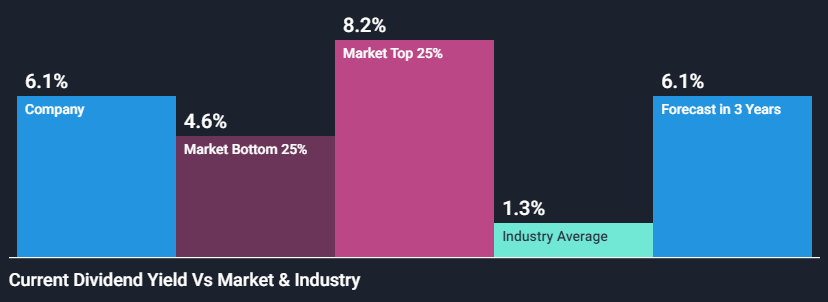 6.1%
Company
4.6%
Market Bottom 25%
8.2%
Market Top 25%
1.3%
Industry Average
6.1%
Forecast in 3 Years
Current Dividend Yield Vs Market & Industry